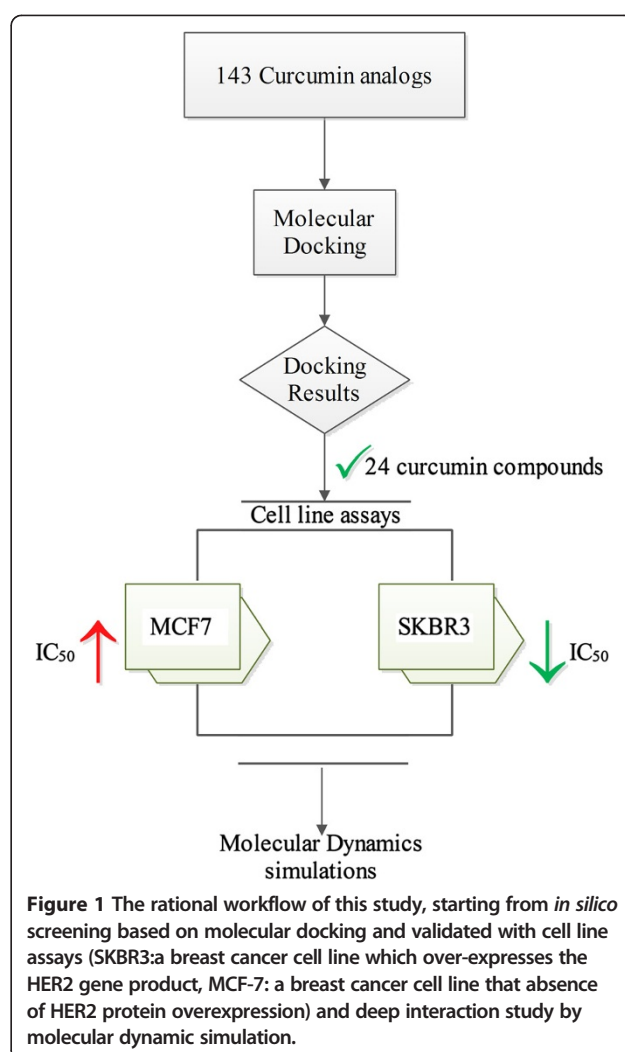 143 Curcumin analogs
Molecular
Docking
Docking
Results
24 curcumin compounds
Cell line assays
IC₅₀
MCF7
SKBR3
IC₅₀
Molecular Dynamics
simulations
Figure 1 The rational workflow of this study, starting from in silico
screening based on molecular docking and validated with cell line
assays (SKBR3:a breast cancer cell line which over-expresses the
HER2 gene product, MCF-7: a breast cancer cell line that absence
of HER2 protein overexpression) and deep interaction study by
molecular dynamic simulation.